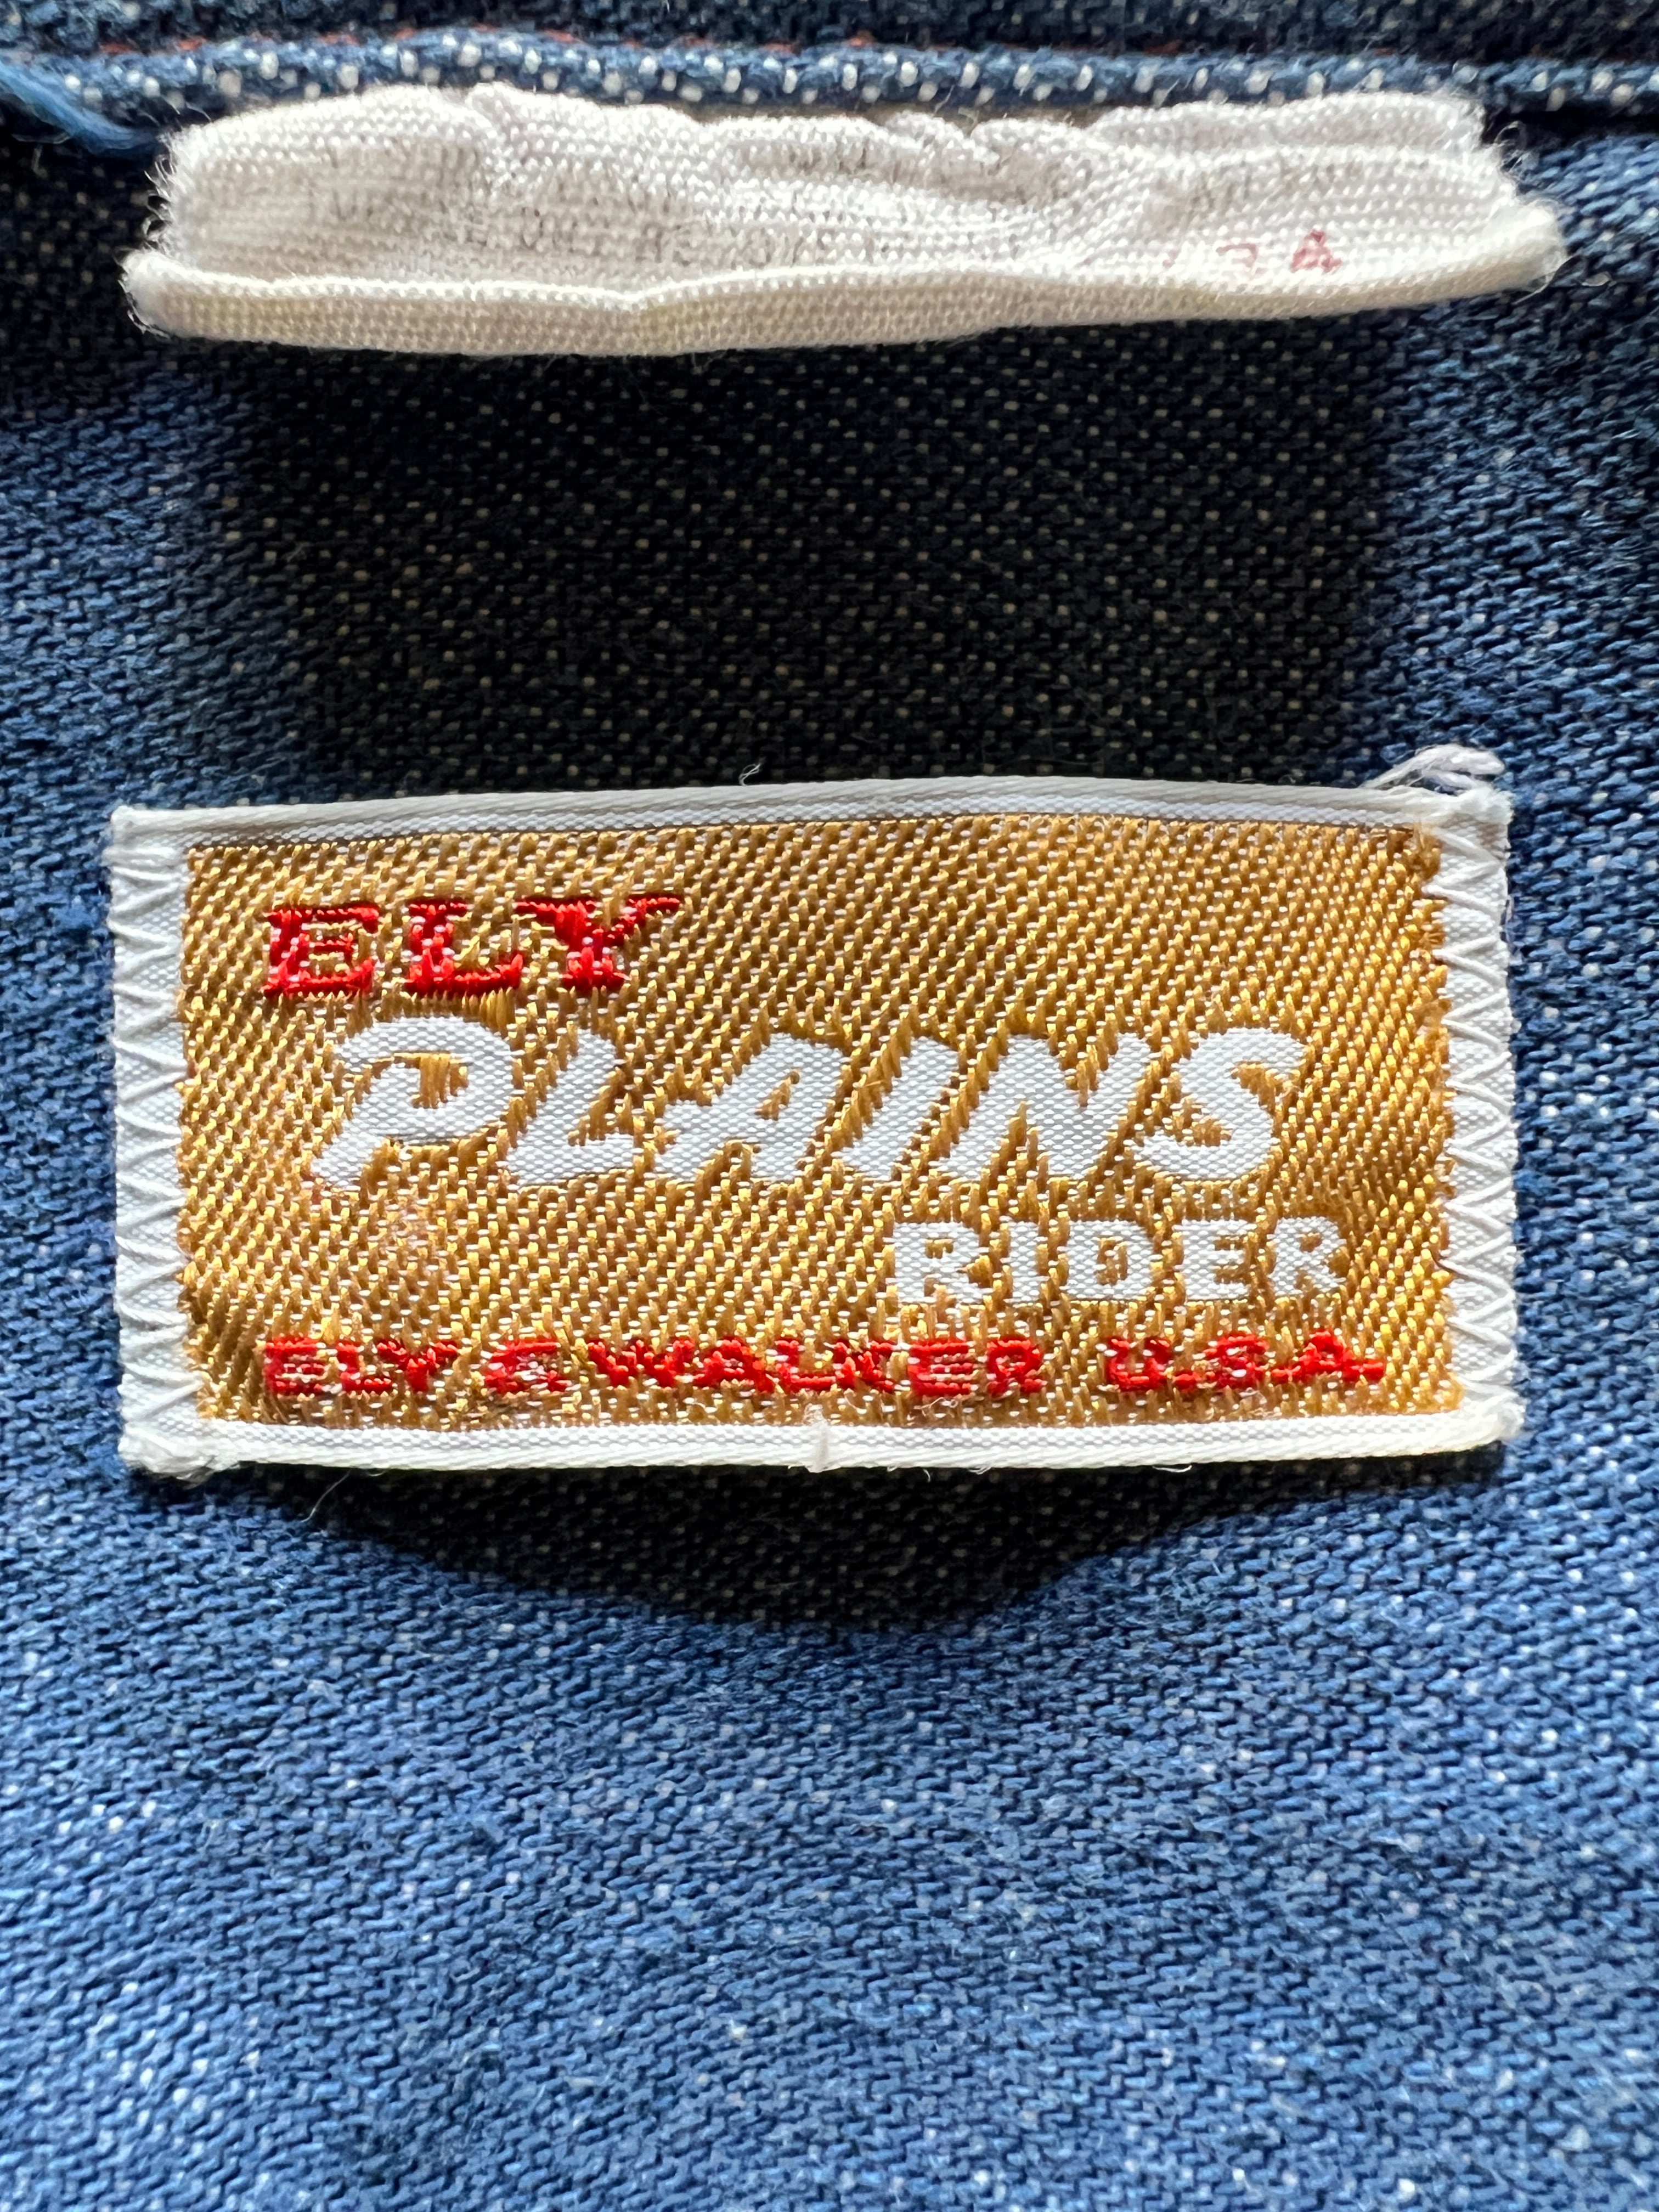 ELY
PLAINS
RIDER
ELY & WALKER U.S.A.